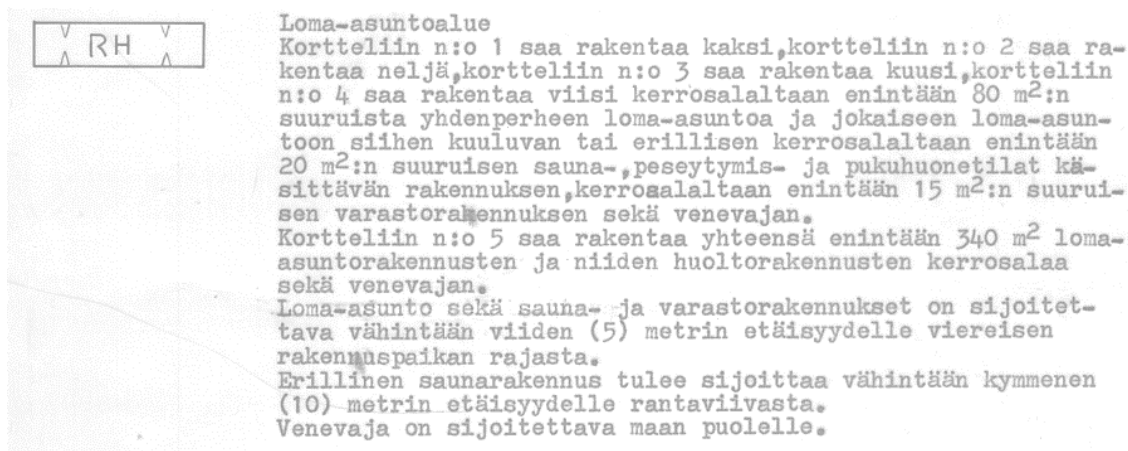 RH
Loma-asuntoalue
Kortteliin n:o 1 saa rakentaa kaksi,kortteliin n:o 2 saa ra-
kentaa neljä,kortteliin n:o 3 saa rakentaa kuusi,kortteliin
n:o 4 saa rakentaa viisi kerrosalaltaan enintään 80 m²:n
suuruista yhdenperheen loma-asuntoa ja jokaiseen loma-asun-
toon siihen kuuluvan tai erillisen kerrosalaltaan enintään
20 m²:n suuruisen sauna-,peseytymis- ja pukuhuonetilat kä-
sittävän rakennuksen,kerrosalaltaan enintään 15 m²:n suurui-
sen varastorakennuksen sekä venevajan.
Kortteliin n:o 5 saa rakentaa yhteensä enintään 340 m² loma-
asuntorakennusten ja niiden huoltorakennusten kerrosalaa
sekä venevajan.
Loma-asunto sekä sauna- ja varastorakennukset on sijoitet-
tava vähintään viiden (5) metrin etäisyydelle viereisen
rakennuspaikan rajasta.
Erillinen saunarakennus tulee sijoittaa vähintään kymmenen
(10) metrin etäisyydelle rantaviivasta.
Venevaja on sijoitettava maan puolelle.